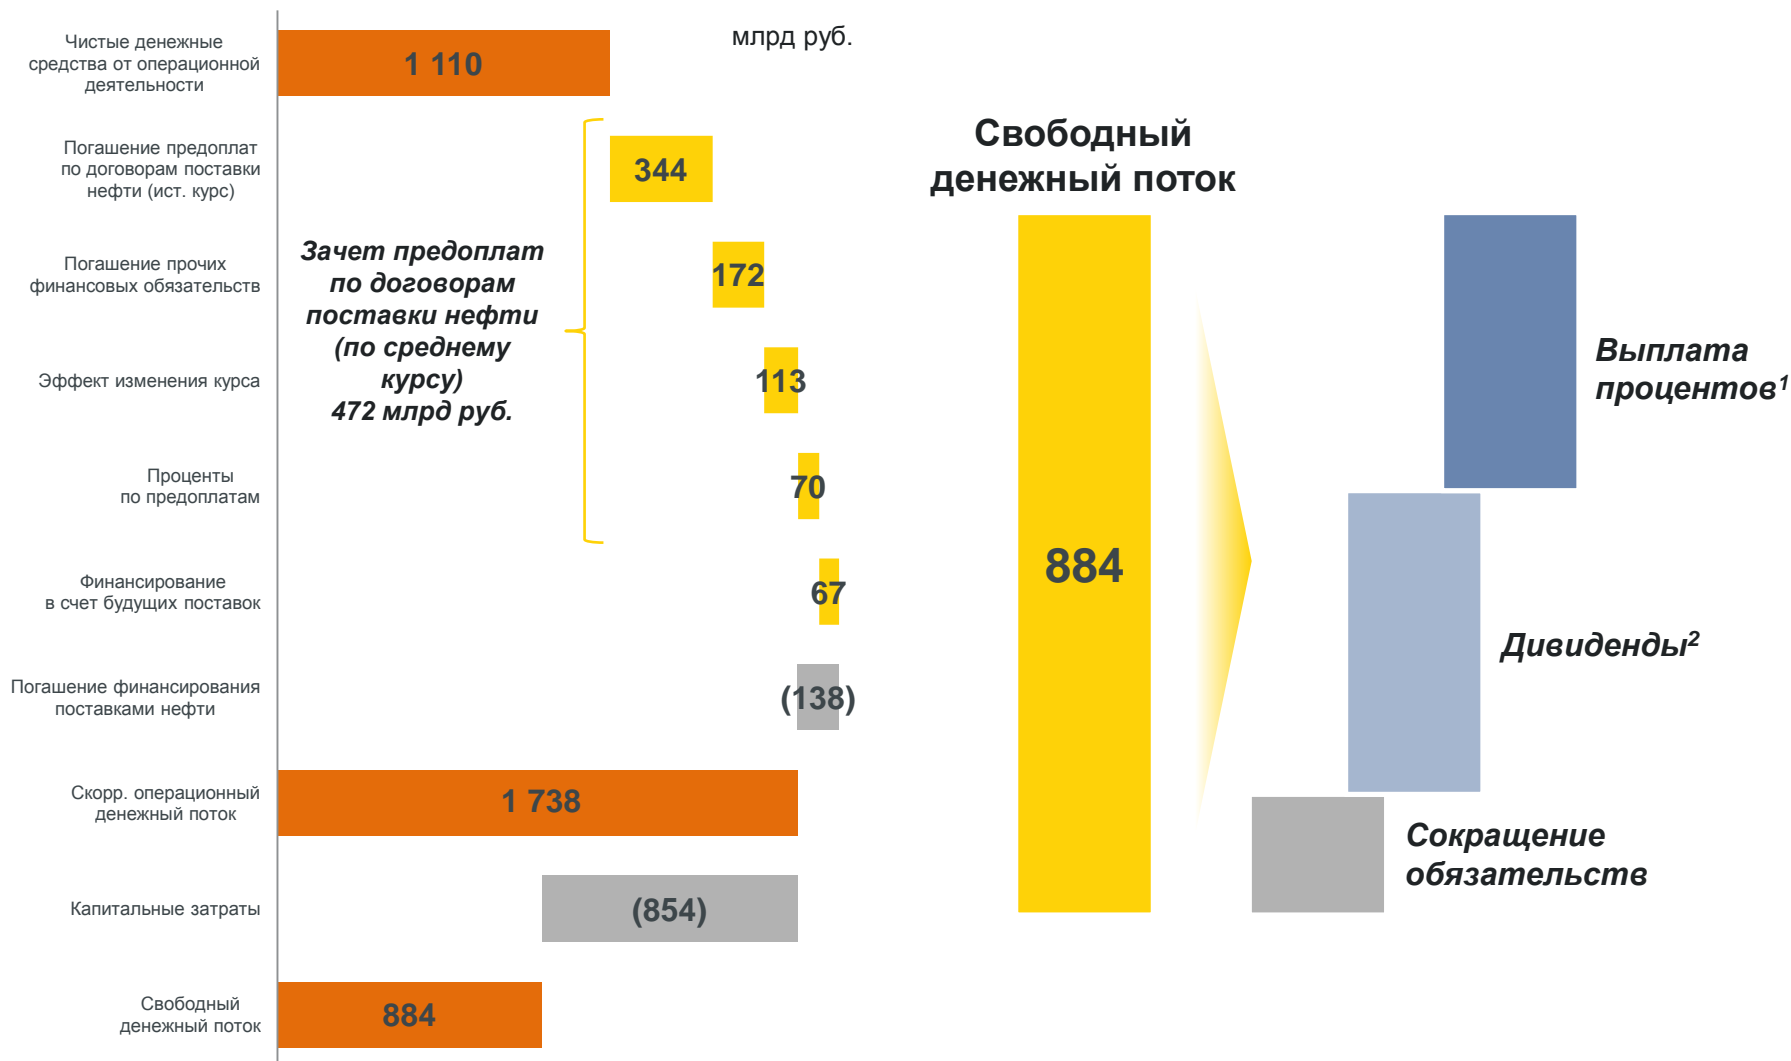 млрд руб.
Чистые денежные
средства от операционной
деятельности
1 110
Погашение предоплат
по договорам поставки
нефти (ист. курс)
344
Погашение прочих
финансовых обязательств
172
Эффект изменения курса
113
Проценты
по предоплатам
70
Зачет предоплат
по договорам
поставки нефти
(по среднему
курсу)
472 млрд руб.
Финансирование
в счет будущих поставок
67
Погашение финансирования
поставками нефти
(138)
Скорр. операционный
денежный поток
1 738
Капитальные затраты
(854)
Свободный
денежный поток
884
Свободный
денежный поток
884
Выплата
процентов1
Дивиденды2
Сокращение
обязательств